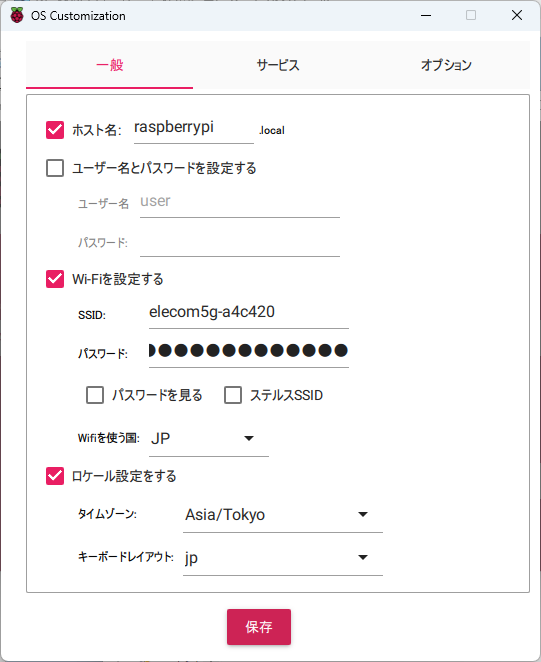 OS Customization
一般 サービス オプション
ホスト名: raspberrypi .local
ユーザー名とパスワードを設定する
ユーザー名 user
パスワード:
Wi-Fiを設定する
SSID: elecom5g-a4c420
パスワード: ●●●●●●●●●●●●●
パスワードを見る ステルスSSID
Wifiを使う国: JP
ロケール設定をする
タイムゾーン: Asia/Tokyo
キーボードレイアウト: jp
保存